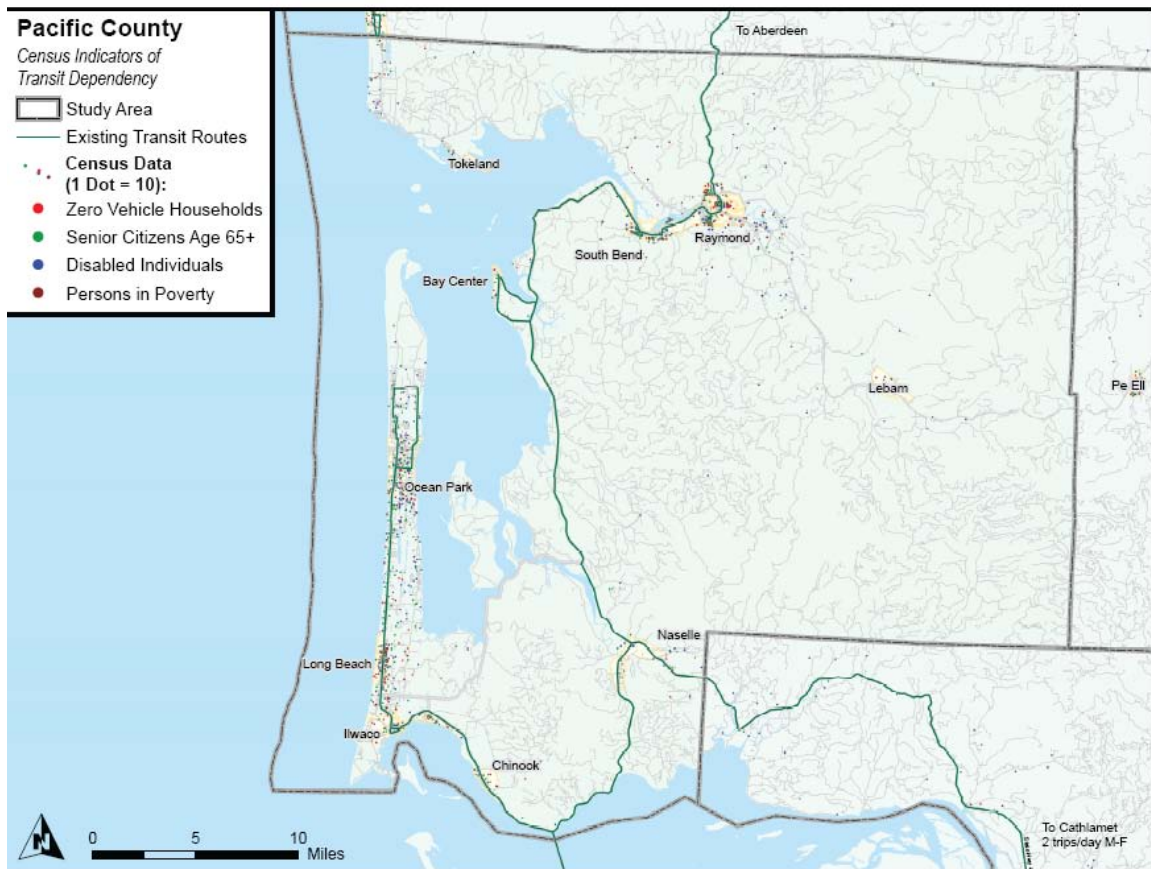 Pacific County
Census Indicators of
Transit Dependency
Study Area
Existing Transit Routes
Census Data
(1 Dot = 10):
Zero Vehicle Households
Senior Citizens Age 65+
Disabled Individuals
Persons in Poverty
To Aberdeen
Tokeland
Raymond
South Bend
Bay Center
Lebam
Pe Ell
Ocean Park
Naselle
Long Beach
Ilwaco
Chinook
N
0 5 10
Miles
To Cathlamet
2 trips/day M-F